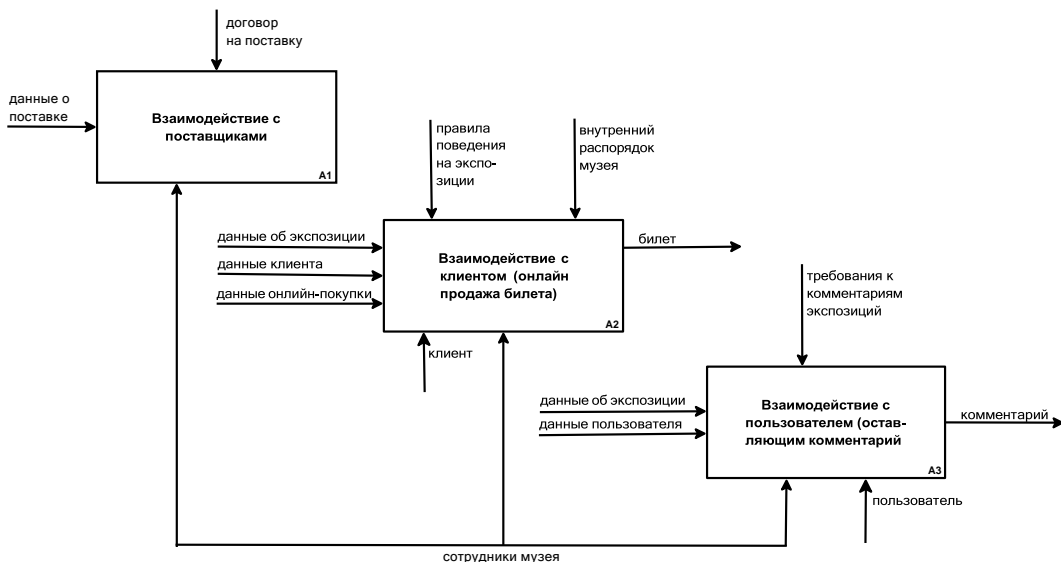 договор
на поставку
данные о
поставке
Взаимодействие с
поставщиками
A1
правила
поведения
на экспо-
зиции
внутренний
распорядок
музея
данные об экспозиции
данные клиента
данные онлийн-покупки
Взаимодействие с
клиентом (онлайн
продажа билета)
A2
билет
клиент
требования к
комментариям
экспозиций
данные об экспозиции
данные пользователя
Взаимодействие с
пользователем (остав-
ляющим комментарий
A3
комментарий
пользователь
сотрудники музея